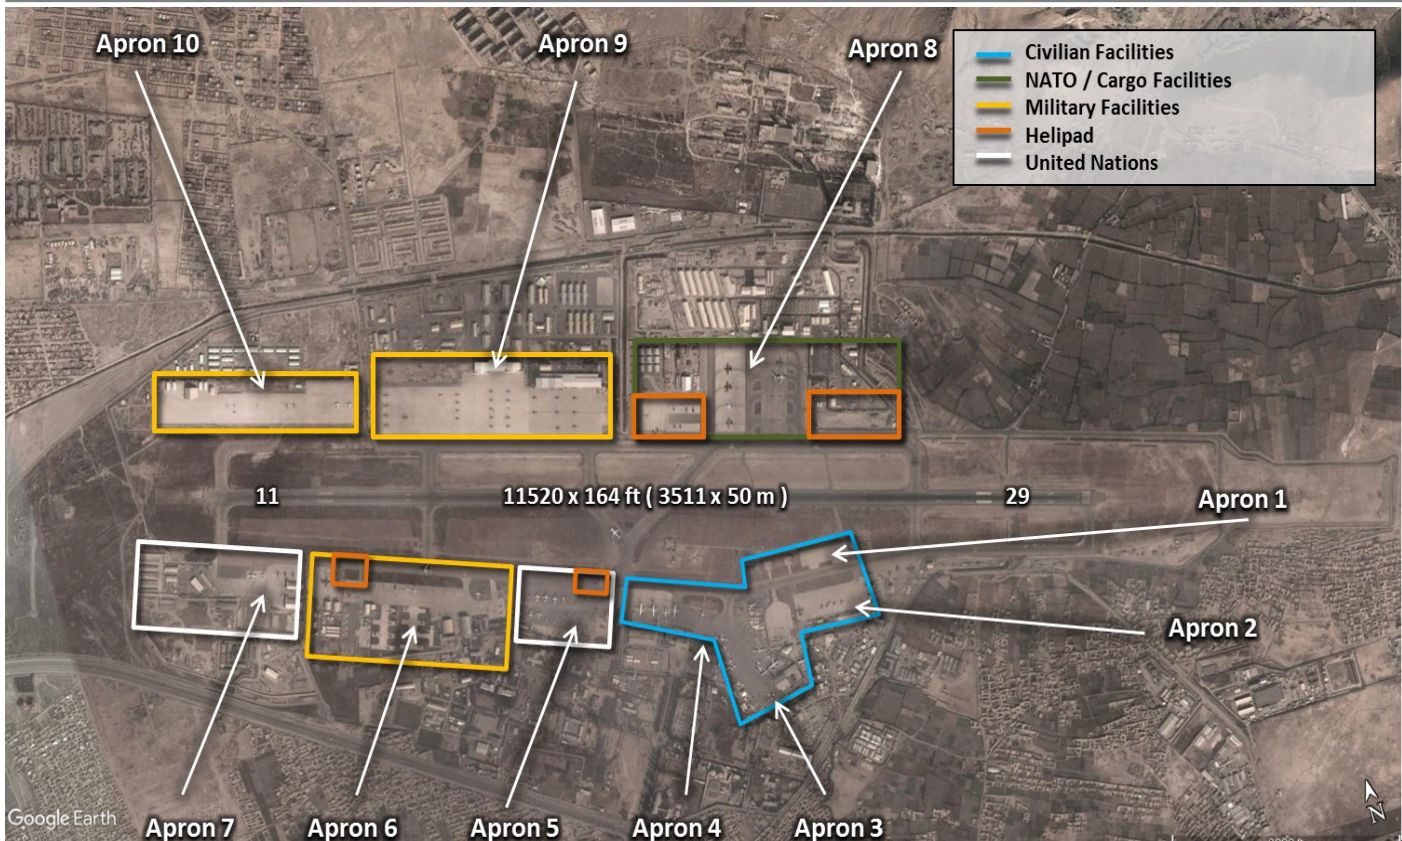 Apron 10
Apron 9
Apron 8
Civilian Facilities
NATO / Cargo Facilities
Military Facilities
Helipad
United Nations
11
11520 x 164 ft ( 3511 x 50 m )
29
Apron 1
Apron 2
Google Earth
Apron 7
Apron 6
Apron 5
Apron 4
Apron 3
N